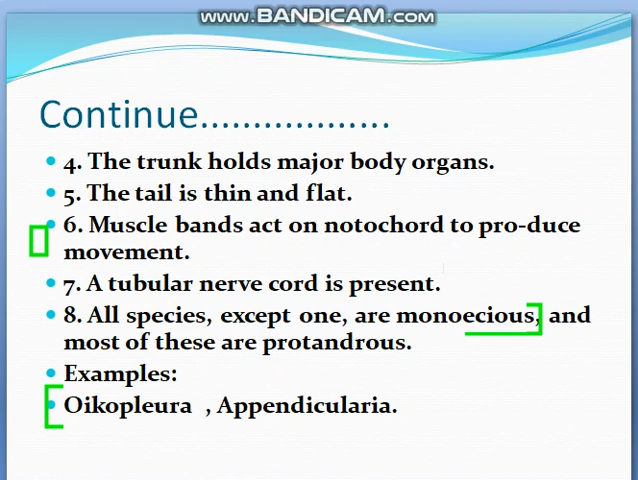 www.BANDICAM.com
Continue..................
4. The trunk holds major body organs.
5. The tail is thin and flat.
6. Muscle bands act on notochord to pro-duce
movement.
7. A tubular nerve cord is present.
8. All species, except one, are monoecious, and
most of these are protandrous.
Examples:
Oikopleura , Appendicularia.